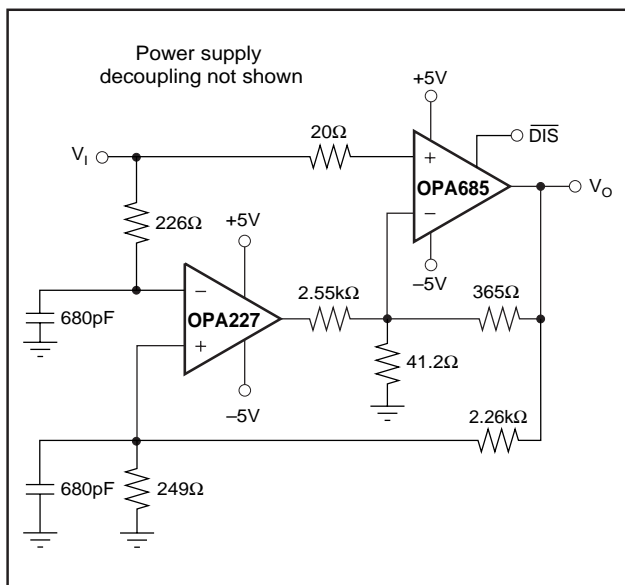 Power supply
decoupling not shown
+5V
20Ω
DIS
V_I
+
OPA685
V_O
−
226Ω
+5V
−5V
−
2.55kΩ
365Ω
680pF
OPA227
+
41.2Ω
−5V
2.26kΩ
680pF
249Ω